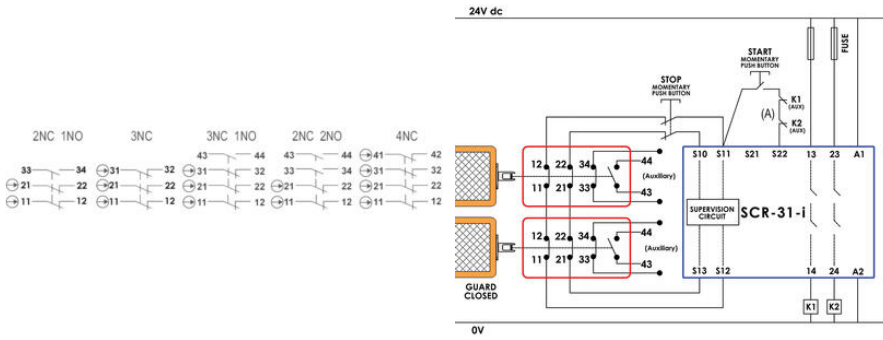 2NC 1NO
33 34
21 22
11 12
3NC
31 32
21 22
11 12
3NC 1NO
43 44
31 32
21 22
11 12
2NC 2NO
43 44
33 34
21 22
11 12
4NC
41 42
31 32
21 22
11 12
24V dc
FUSE
START
MOMENTARY
PUSH BUTTON
STOP
MOMENTARY
PUSH BUTTON
K1
(AUX)
(A)
K2
(AUX)
S10 S11 S21 S22 13 23 A1
12 22 34 44
(Auxiliary)
11 21 33 43
SUPERVISION
CIRCUIT
SCR-31-i
12 22 34 44
(Auxiliary)
11 21 33 43
S13 S12 14 24 A2
GUARD
CLOSED
K1 K2
0V